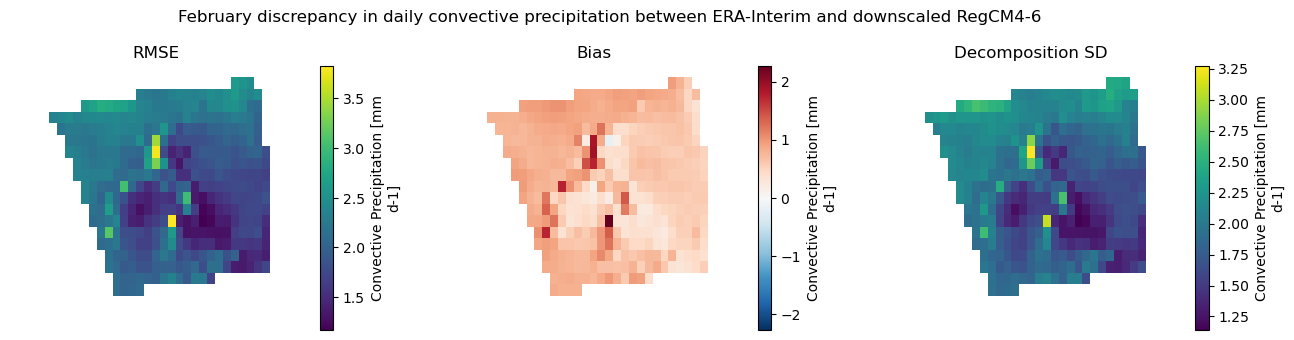 February discrepancy in daily convective precipitation between ERA-Interim and downscaled RegCM4-6
RMSE
3.5
3.0
2.5
2.0
1.5
Convective Precipitation [mm
d-1]
Bias
2
1
0
−1
−2
Convective Precipitation [mm
d-1]
Decomposition SD
3.25
3.00
2.75
2.50
2.25
2.00
1.75
1.50
1.25
Convective Precipitation [mm
d-1]